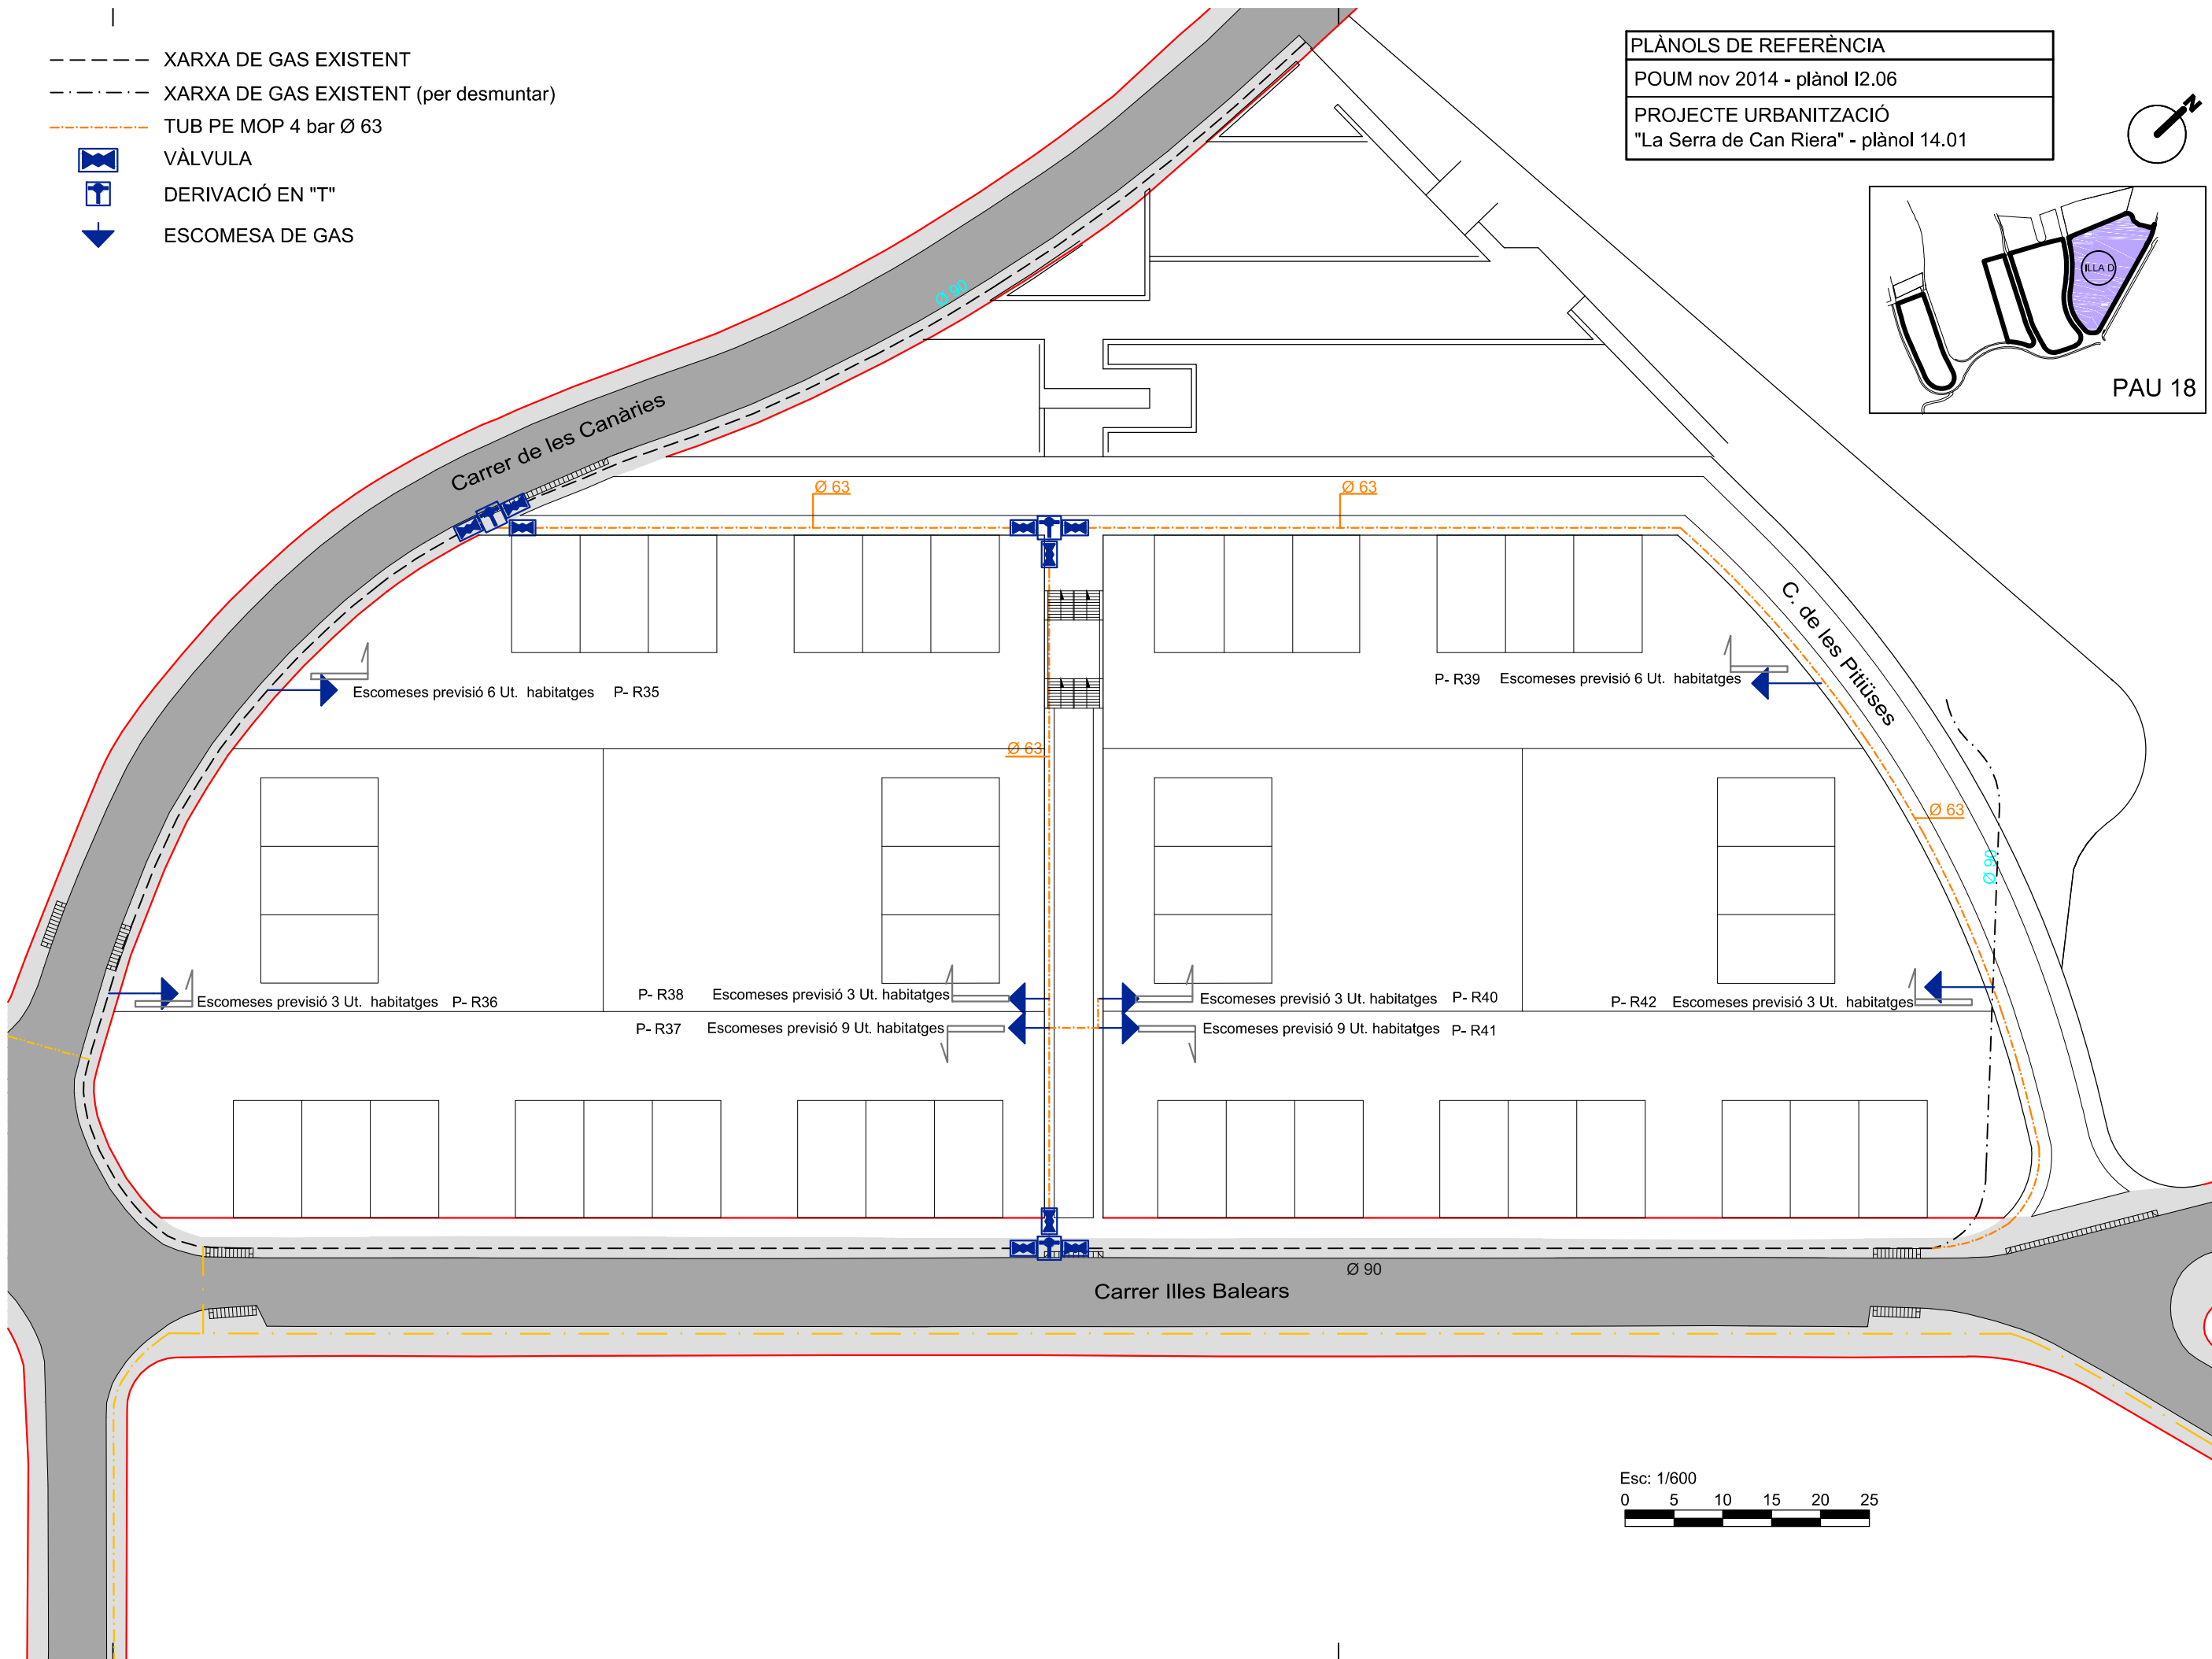 XARXA DE GAS EXISTENT
XARXA DE GAS EXISTENT (per desmuntar)
TUB PE MOP 4 bar Ø 63
VÀLVULA
DERIVACIÓ EN "T"
ESCOMESA DE GAS
PLÀNOLS DE REFERÈNCIA
POUM nov 2014 - plànol I2.06
PROJECTE URBANITZACIÓ
"La Serra de Can Riera" - plànol 14.01
N
ILLA D
PAU 18
Ø 90
Carrer de les Canàries
Ø 63
Ø 63
C. de les Pitiüses
Escomeses previsió 6 Ut. habitatges P- R35
P- R39 Escomeses previsió 6 Ut. habitatges
Ø 63
Ø 63
Ø 90
Escomeses previsió 3 Ut. habitatges P- R36
P- R38 Escomeses previsió 3 Ut. habitatges
Escomeses previsió 3 Ut. habitatges P- R40
P- R42 Escomeses previsió 3 Ut. habitatges
P- R37 Escomeses previsió 9 Ut. habitatges
Escomeses previsió 9 Ut. habitatges P- R41
Ø 90
Carrer Illes Balears
Esc: 1/600
0 5 10 15 20 25